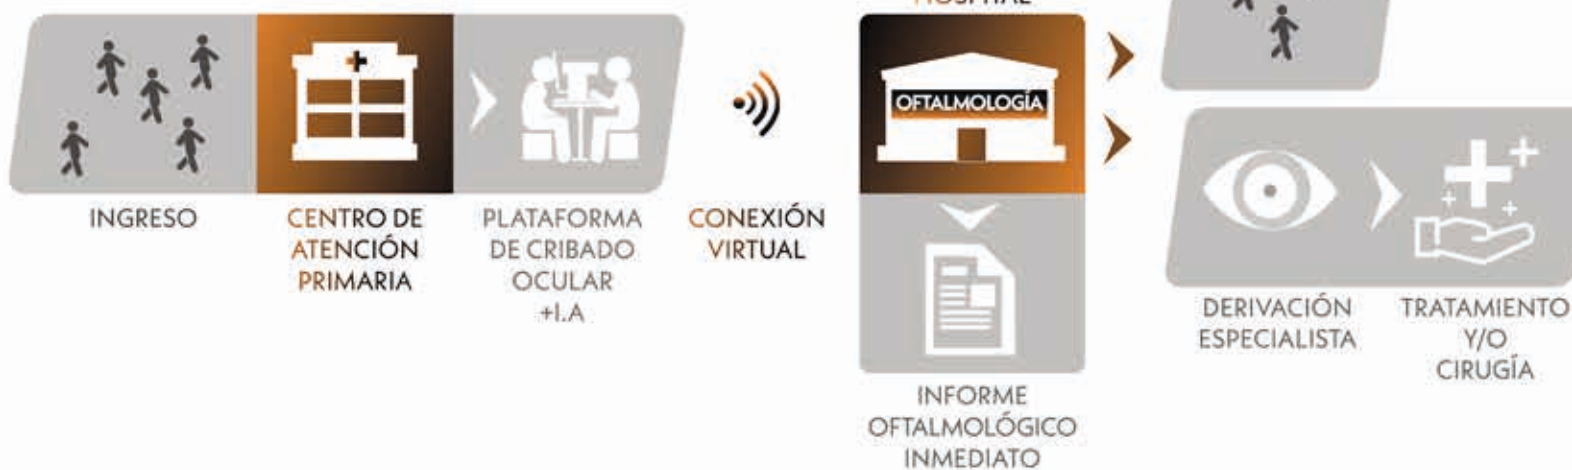 OFTALMOLOGÍA
INGRESO
CENTRO DE
ATENCIÓN
PRIMARIA
PLATAFORMA
DE CRIBADO
OCULAR
+I.A
CONEXIÓN
VIRTUAL
INFORME
OFTALMOLÓGICO
INMEDIATO
DERIVACIÓN
ESPECIALISTA
TRATAMIENTO
Y/O
CIRUGÍA